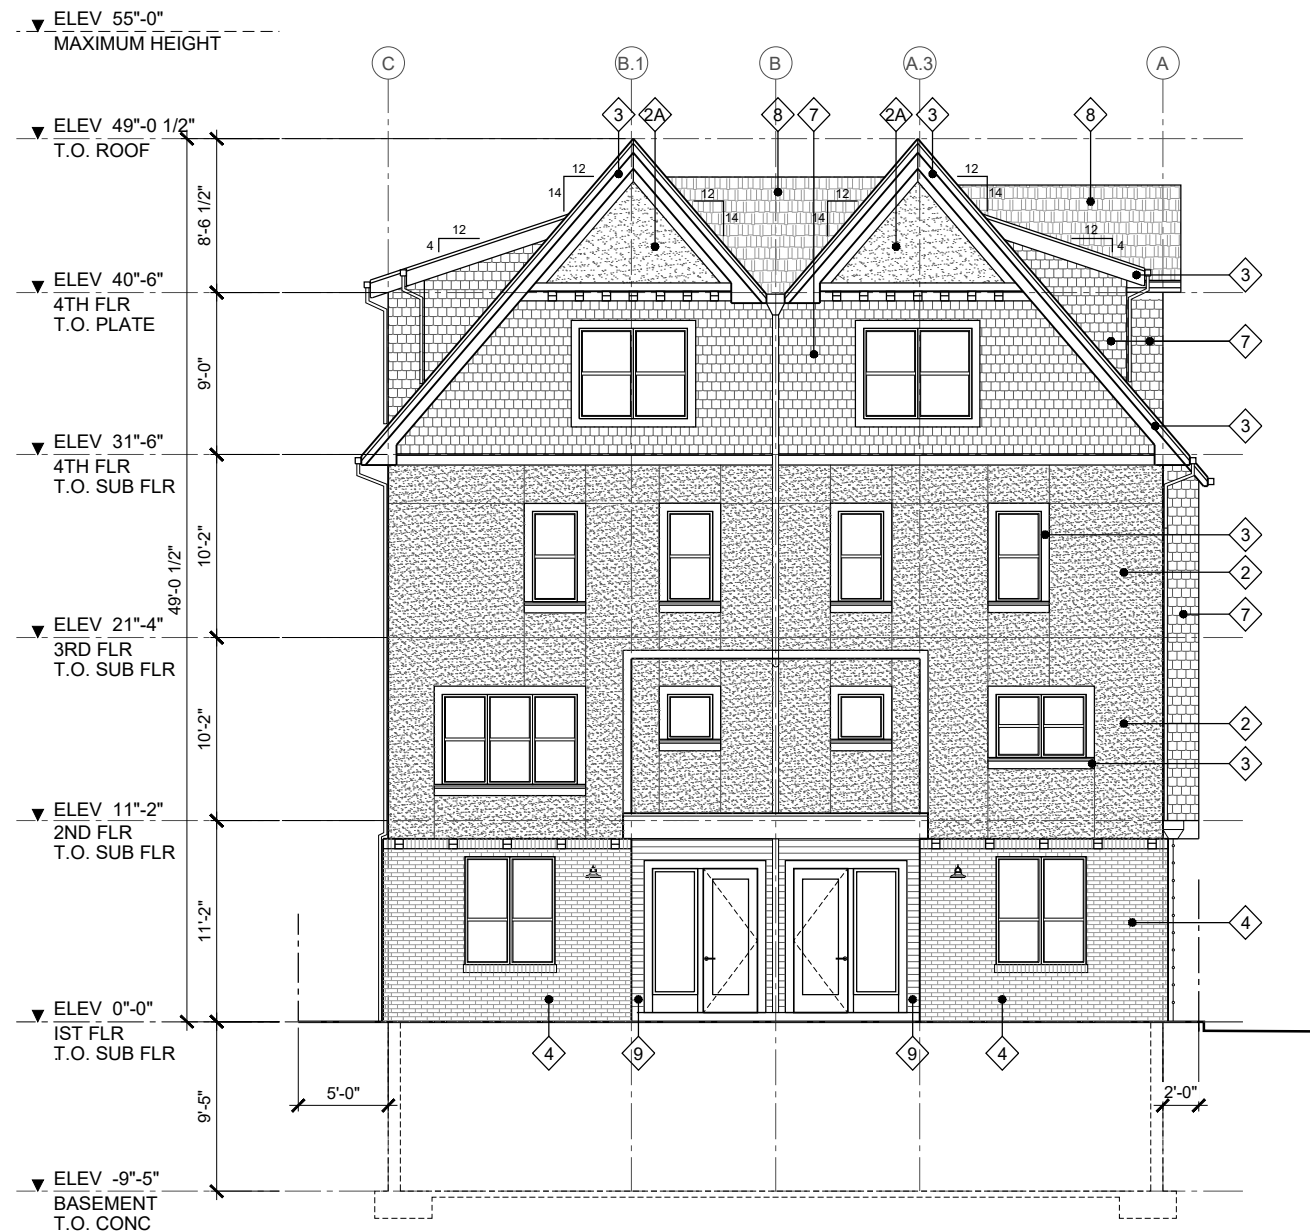 ELEV 55"-0"
MAXIMUM HEIGHT
C B.1 B A.3 A
3 2A 8 7 2A 3 8
ELEV 49"-0 1/2"
T.O. ROOF
12 14 12 14 12 14 12 14
12 4 12 4
8'-6 1/2"
3
ELEV 40"-6"
4TH FLR
T.O. PLATE
7
9'-0"
3
ELEV 31"-6"
4TH FLR
T.O. SUB FLR
10'-2"
3
49'-0 1/2"
2
7
ELEV 21"-4"
3RD FLR
T.O. SUB FLR
10'-2"
2
3
ELEV 11"-2"
2ND FLR
T.O. SUB FLR
11'-2"
4
ELEV 0"-0"
IST FLR
T.O. SUB FLR
4 9 9 4
5'-0" 2'-0"
9'-5"
ELEV -9"-5"
BASEMENT
T.O. CONC